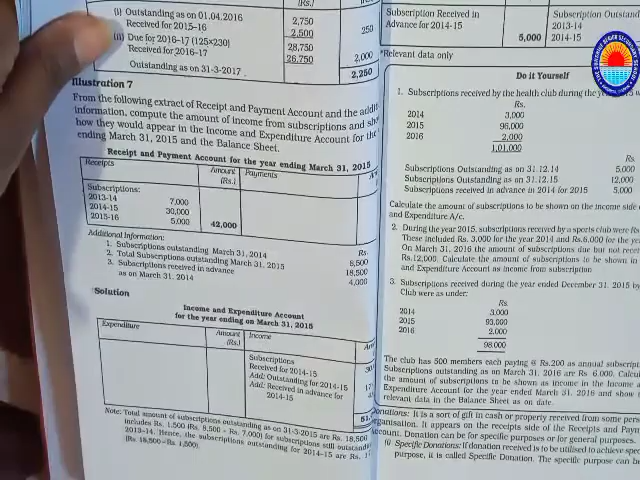 (Rs.)
(i) Outstanding as on 01.04.2016 2,750
Received for 2015-16 2,500 250
(ii) Due for 2016-17 (125×230) 28,750
Received for 2016-17 26,750 2,000
Outstanding as on 31-3-2017 2,250
Illustration 7
From the following extract of Receipt and Payment Account and the
information, compute the amount of income from subscriptions and
how they would appear in the Income and Expenditure Account for the
ending March 31, 2015 and the Balance Sheet.
Receipt and Payment Account for the year ending March 31, 2015
Receipts Amount (Rs.) Payments
Subscriptions:
2013-14 7,000
2014-15 30,000
2015-16 5,000 42,000
Additional Information: Rs.
1. Subscriptions outstanding March 31, 2014 8,500
2. Total Subscriptions outstanding March 31, 2015 18,500
3. Subscriptions received in advance 4,000
as on March 31, 2014
Solution
Income and Expenditure Account
for the year ending on March 31, 2015
Expenditure Amount (Rs.) Income
Subscriptions
Received for 2014-15
Add: Outstanding for 2014-15
Add: Received in advance for
2014-15
Note: Total amount of subscriptions outstanding as on 31-3-2015 are Rs. 18,500
includes Rs. 1,500 (Rs. 8,500 – Rs. 7,000) for subscriptions still
2013-14. Hence, the subscriptions outstanding for 2014-15 are Rs.
(Rs. 18,500–Rs. 1,500).
Subscription Received in Subscription
Advance for 2014-15 2013-14
5,000 2014-15
*Relevant data only
Do it Yourself
1. Subscriptions received by the health club during the
Rs.
2014 3,000
2015 96,000
2016 2,000
1,01,000
Rs.
Subscriptions Outstanding as on 31.12.14 5,000
Subscriptions Outstanding as on 31.12.15 12,000
Subscriptions received in advance in 2014 for 2015 5,000
Calculate the amount of subscriptions to be shown on the income side
and Expenditure A/c.
2. During the year 2015, subscriptions received by a sports club were
These included Rs. 3,000 for the year 2014 and Rs.6,000 for the
On March 31, 2016 the amount of subscriptions due but not
Rs.12,000. Calculate the amount of subscriptions to be shown in
and Expenditure Account as income from subscription
3. Subscriptions received during the year ended December 31, 2015 by
Club were as under:
Rs.
2014 3,000
2015 93,000
2016 2,000
98,000
The club has 500 members each paying @ Rs.200 as annual
Subscriptions outstanding as on March 31, 2016 are Rs 6,000.
the amount of subscriptions to be shown as income in the Income
Expenditure Account for the year ended March 31, 2016 and show
relevant data in the Balance Sheet as on date.
Donations: It is a sort of gift in cash or property received from some
organisation. It appears on the receipts side of the Receipts and
Account. Donation can be for specific purposes or for general purposes.
(i) Specific Donations: If donation received is to be utilised to achieve
purpose, it is called Specific Donation. The specific purpose can be